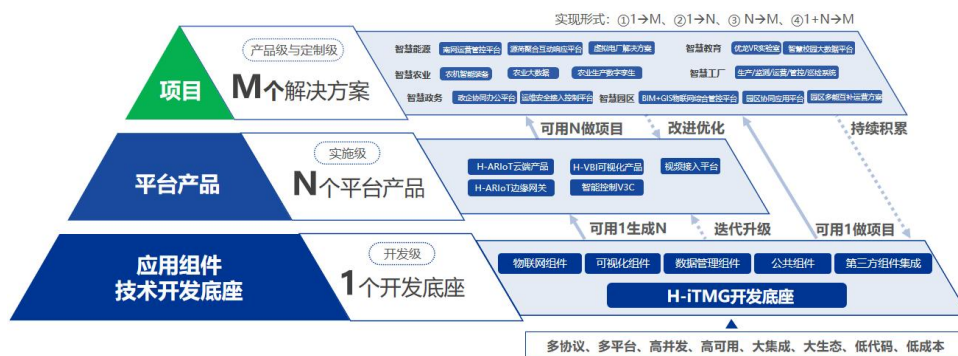 实现形式：①1→M、②1→N、③ N→M、④1+N→M
项目
产品级与定制级
M个解决方案
智慧能源 南网运营管控平台 源荷聚合互动响应平台 虚拟电厂解决方案 智慧教育 优龙VR实验室 智慧校园大数据平台
智慧农业 农机智能装备 农业大数据 农业生产数字孪生 智慧工厂 生产/监测/运营/管控/巡检系统
智慧政务 政企协同办公平台 运维安全接入控制平台 智慧园区 BIM+GIS物联网综合管控平台 园区协同应用平台 园区多能互补运营方案
可用N做项目 改进优化 持续积累
平台产品
实施级
N个平台产品
H-ARIoT云端产品 H-VBI可视化产品 视频接入平台
H-ARIoT边缘网关 智能控制V3C
可用1生成N 迭代升级 可用1做项目
应用组件
技术开发底座
开发级
1个开发底座
物联网组件 可视化组件 数据管理组件 公共组件 第三方组件集成
H-iTMG开发底座
多协议、多平台、高并发、高可用、大集成、大生态、低代码、低成本